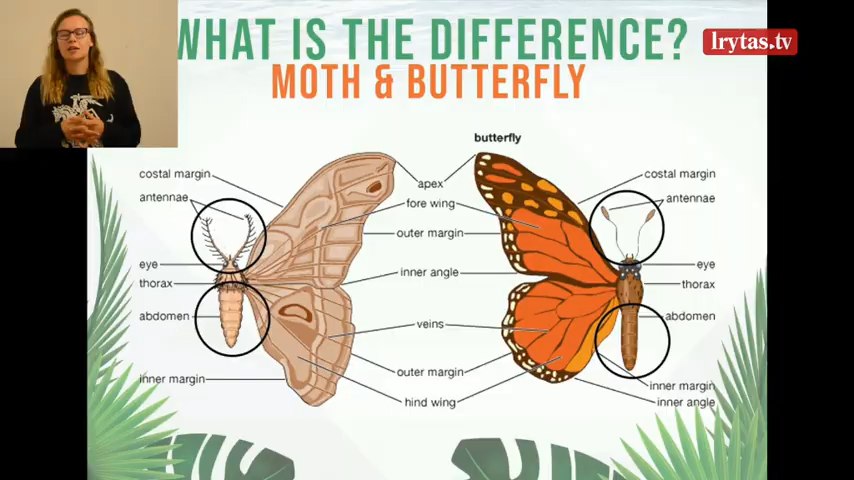 WHAT IS THE DIFFERENCE?
lrytas.tv
MOTH & BUTTERFLY
butterfly
costal margin
antennae
eye
thorax
abdomen
inner margin
apex
fore wing
outer margin
inner angle
veins
outer margin
hind wing
costal margin
antennae
eye
thorax
abdomen
inner margin
inner angle